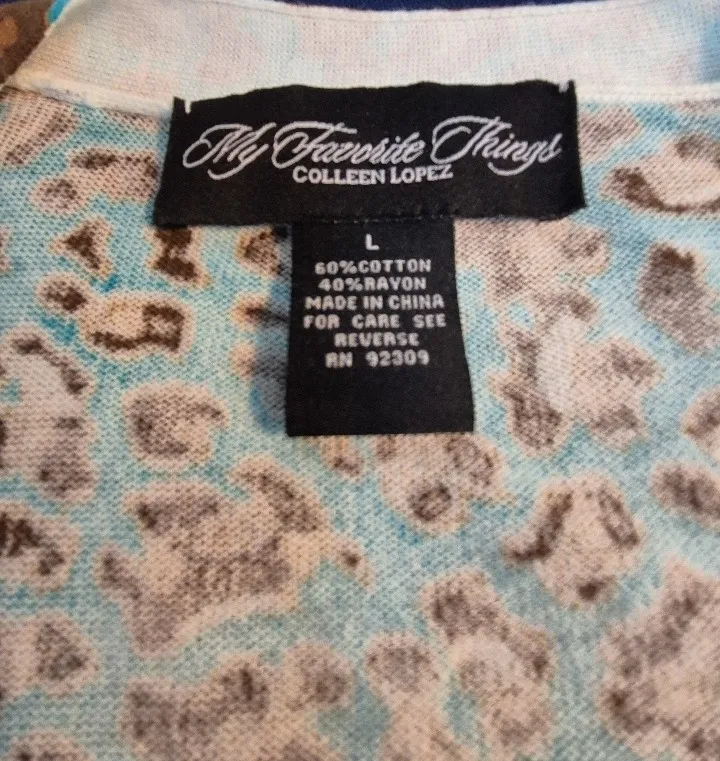 My Favorite Things
COLLEEN LOPEZ
L
60%COTTON
40%RAYON
MADE IN CHINA
FOR CARE SEE
REVERSE
RN 92309